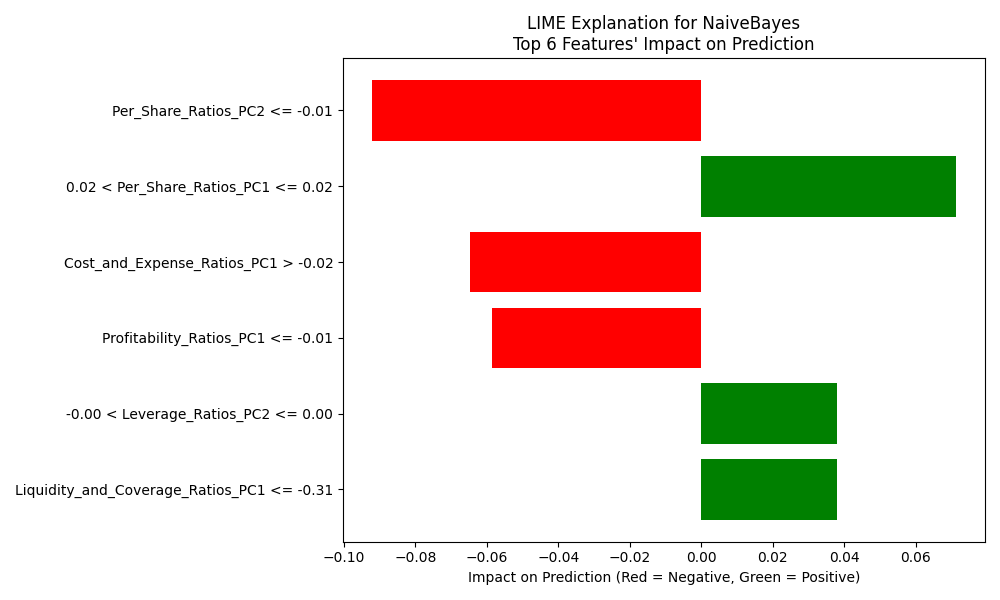 LIME Explanation for NaiveBayes
Top 6 Features' Impact on Prediction
Per_Share_Ratios_PC2 <= -0.01
0.02 < Per_Share_Ratios_PC1 <= 0.02
Cost_and_Expense_Ratios_PC1 > -0.02
Profitability_Ratios_PC1 <= -0.01
-0.00 < Leverage_Ratios_PC2 <= 0.00
Liquidity_and_Coverage_Ratios_PC1 <= -0.31
−0.10 −0.08 −0.06 −0.04 −0.02 0.00 0.02 0.04 0.06
Impact on Prediction (Red = Negative, Green = Positive)